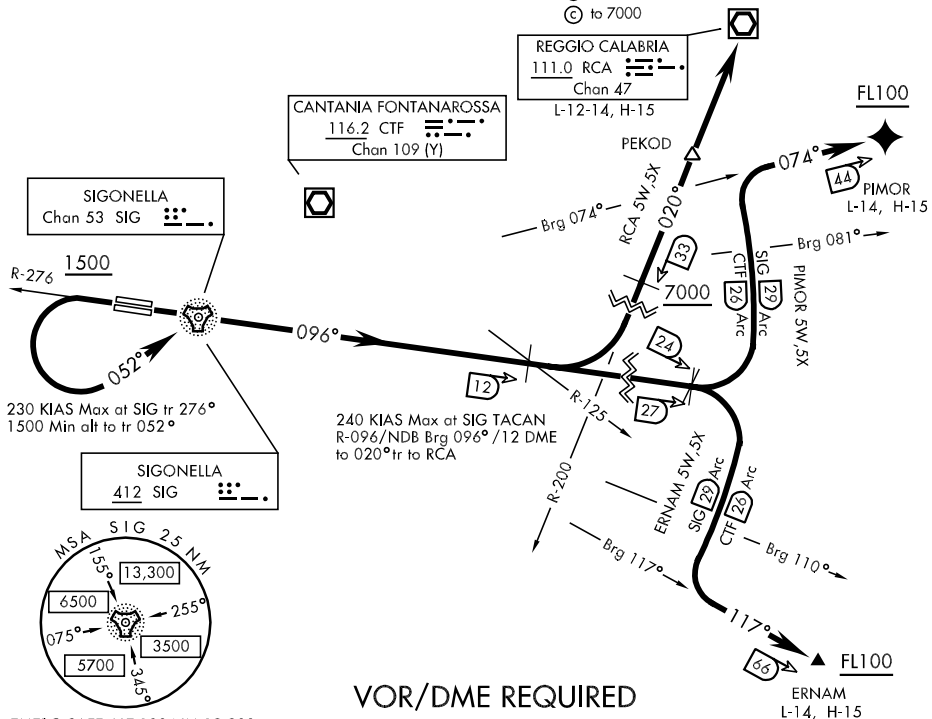 Ⓒ to 7000
REGGIO CALABRIA
111.0 RCA
Chan 47
L-12-14, H-15
CANTANIA FONTANAROSSA
116.2 CTF
Chan 109 (Y)
FL100
PEKOD
074°
44
PIMOR
L-14, H-15
SIGONELLA
Chan 53 SIG
Brg 074°
RCA 5W,5X
020°
Brg 081°
33
R-276
1500
7000
CTF 26 Arc
SIG 29 Arc
PIMOR 5W,5X
096°
052°
24
12
27
R-125
230 KIAS Max at SIG tr 276°
1500 Min alt to tr 052°
240 KIAS Max at SIG TACAN
R-096/NDB Brg 096°/12 DME
to 020° tr to RCA
R-200
SIGONELLA
412 SIG
ERNAM 5W,5X
SIG 29 Arc
CTF 26 Arc
Brg 117°
Brg 110°
MSA SIG 25 NM
155°
13,300
6500
255°
075°
3500
5700
345°
117°
66
FL100
ERNAM
L-14, H-15
VOR/DME REQUIRED